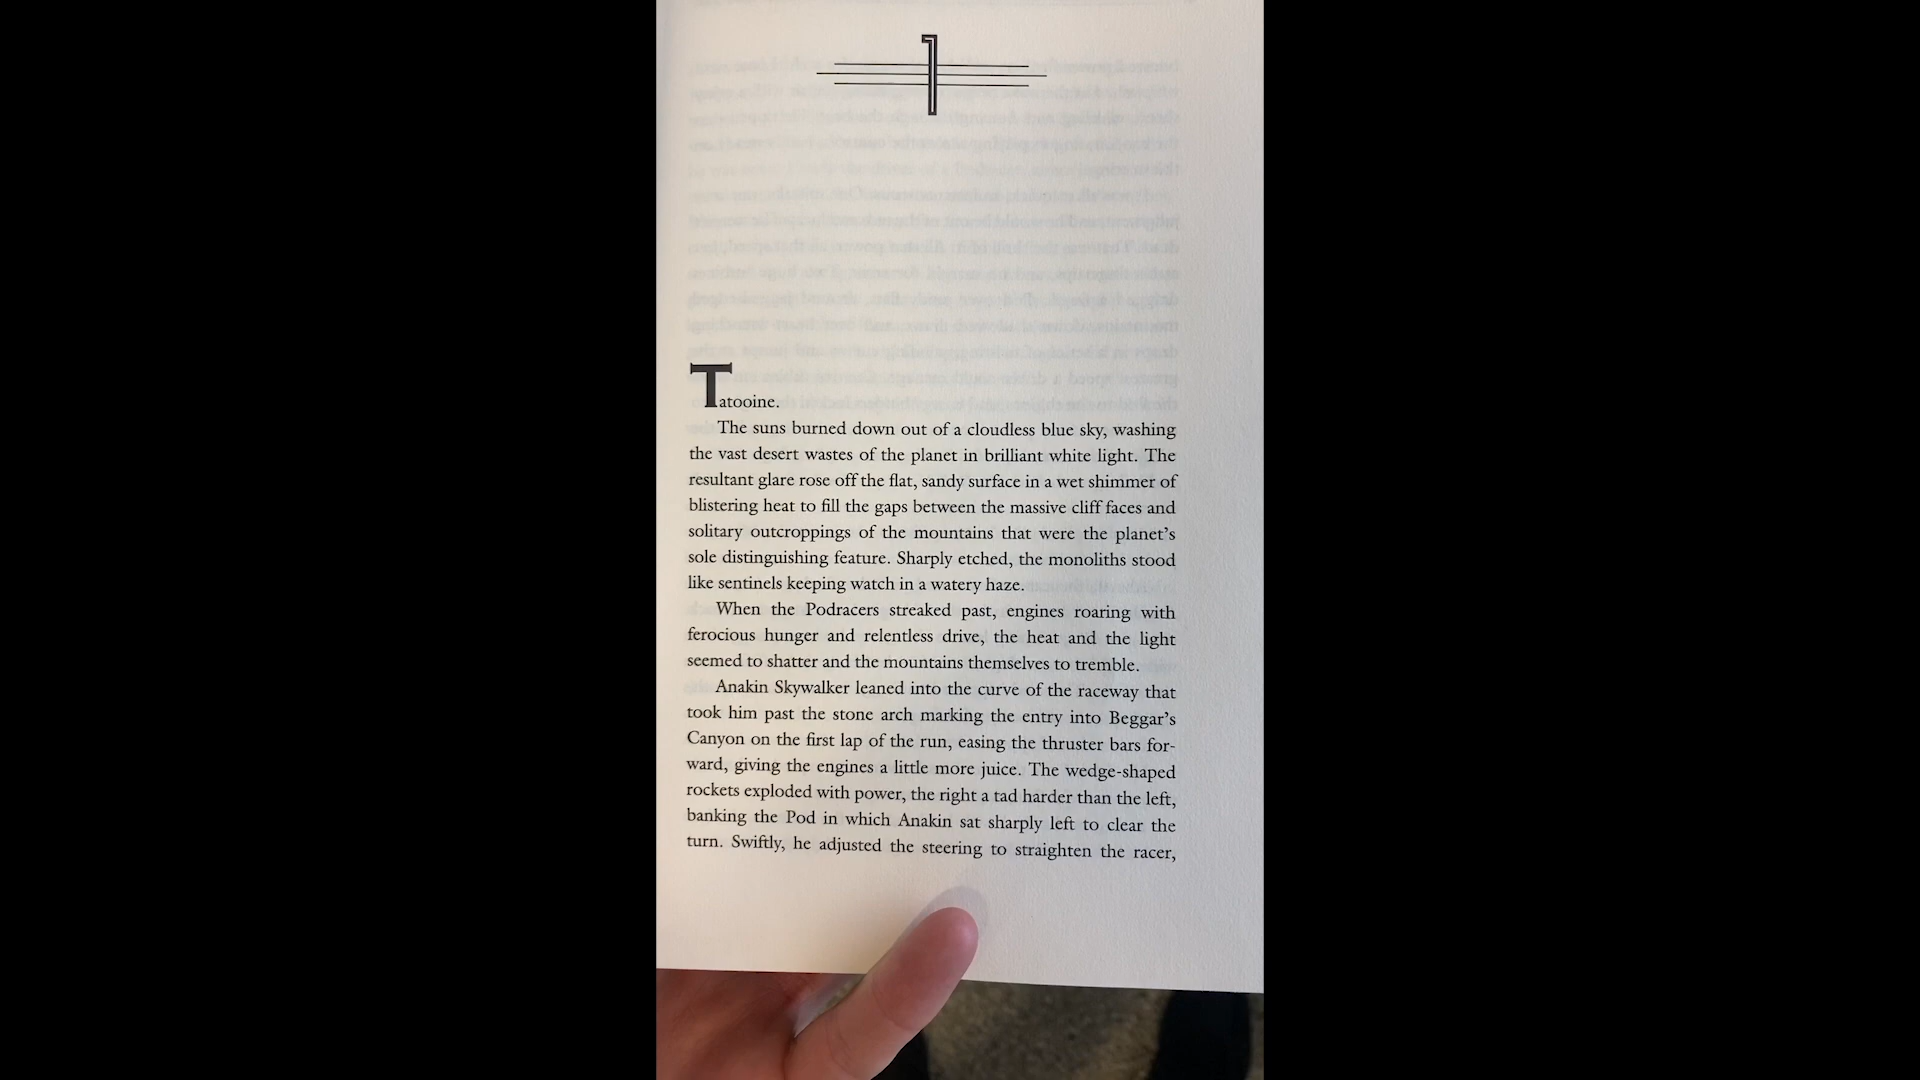 1
Tatooine.
The suns burned down out of a cloudless blue sky, washing
the vast desert wastes of the planet in brilliant white light. The
resultant glare rose off the flat, sandy surface in a wet shimmer of
blistering heat to fill the gaps between the massive cliff faces and
solitary outcroppings of the mountains that were the planet’s
sole distinguishing feature. Sharply etched, the monoliths stood
like sentinels keeping watch in a watery haze.
When the Podracers streaked past, engines roaring with
ferocious hunger and relentless drive, the heat and the light
seemed to shatter and the mountains themselves to tremble.
Anakin Skywalker leaned into the curve of the raceway that
took him past the stone arch marking the entry into Beggar’s
Canyon on the first lap of the run, easing the thruster bars for-
ward, giving the engines a little more juice. The wedge-shaped
rockets exploded with power, the right a tad harder than the left,
banking the Pod in which Anakin sat sharply left to clear the
turn. Swiftly, he adjusted the steering to straighten the racer,